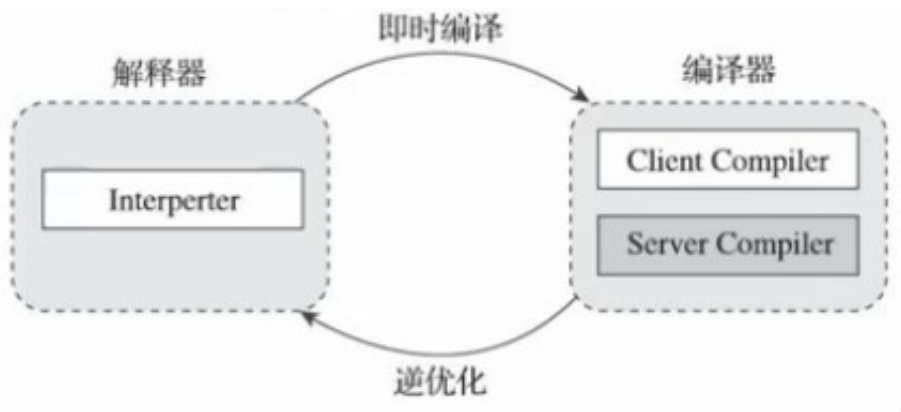 即时编译
解释器
编译器
Interperter
Client Compiler
Server Compiler
逆优化